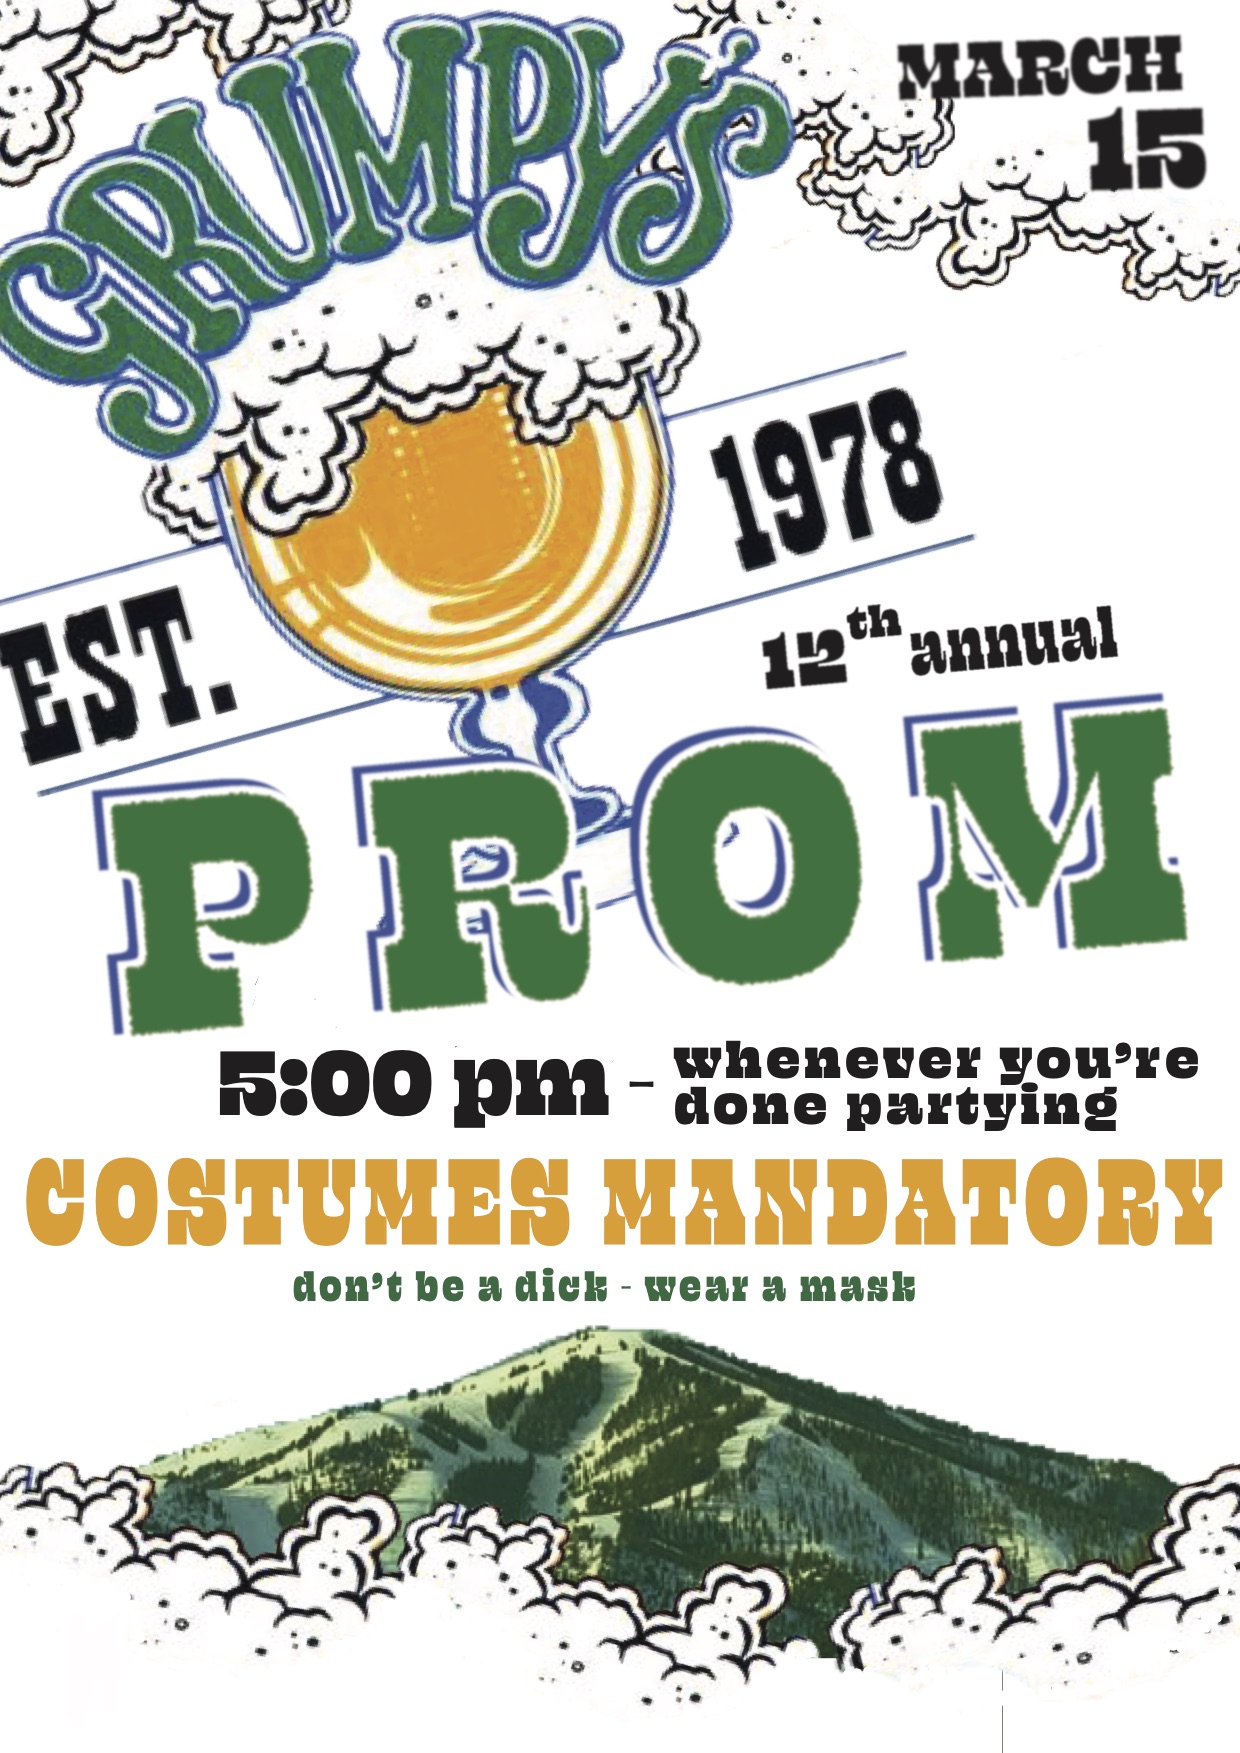 GRUMPY'S
MARCH
15
EST. 1978
12th annual
PROM
5:00 pm – whenever you're
done partying
COSTUMES MANDATORY
don't be a dick - wear a mask